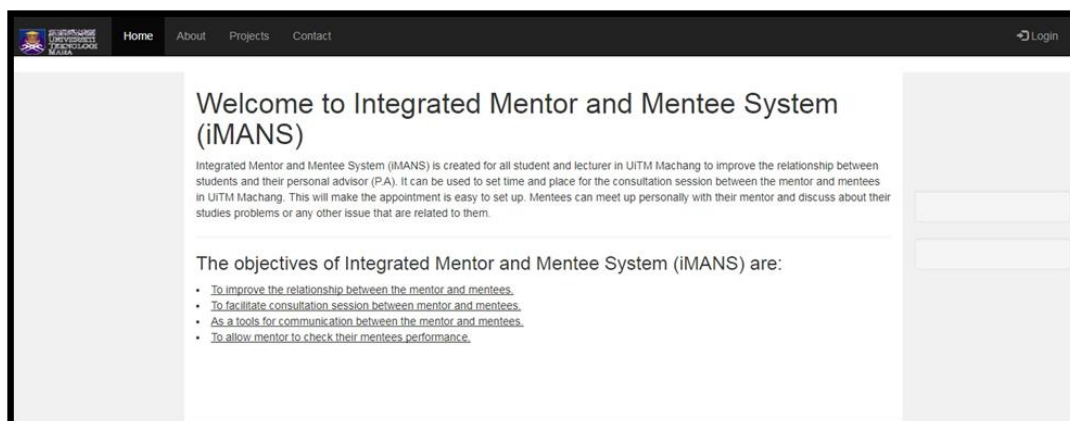 UNIVERSITI
TEKNOLOGI
MARA
Home About Projects Contact Login
Welcome to Integrated Mentor and Mentee System
(iMANS)
Integrated Mentor and Mentee System (iMANS) is created for all student and lecturer in UiTM Machang to improve the relationship between
students and their personal advisor (P.A). It can be used to set time and place for the consultation session between the mentor and mentees
in UiTM Machang. This will make the appointment is easy to set up. Mentees can meet up personally with their mentor and discuss about their
studies problems or any other issue that are related to them.
The objectives of Integrated Mentor and Mentee System (iMANS) are:
• To improve the relationship between the mentor and mentees.
• To facilitate consultation session between mentor and mentees.
• As a tools for communication between the mentor and mentees.
• To allow mentor to check their mentees performance.